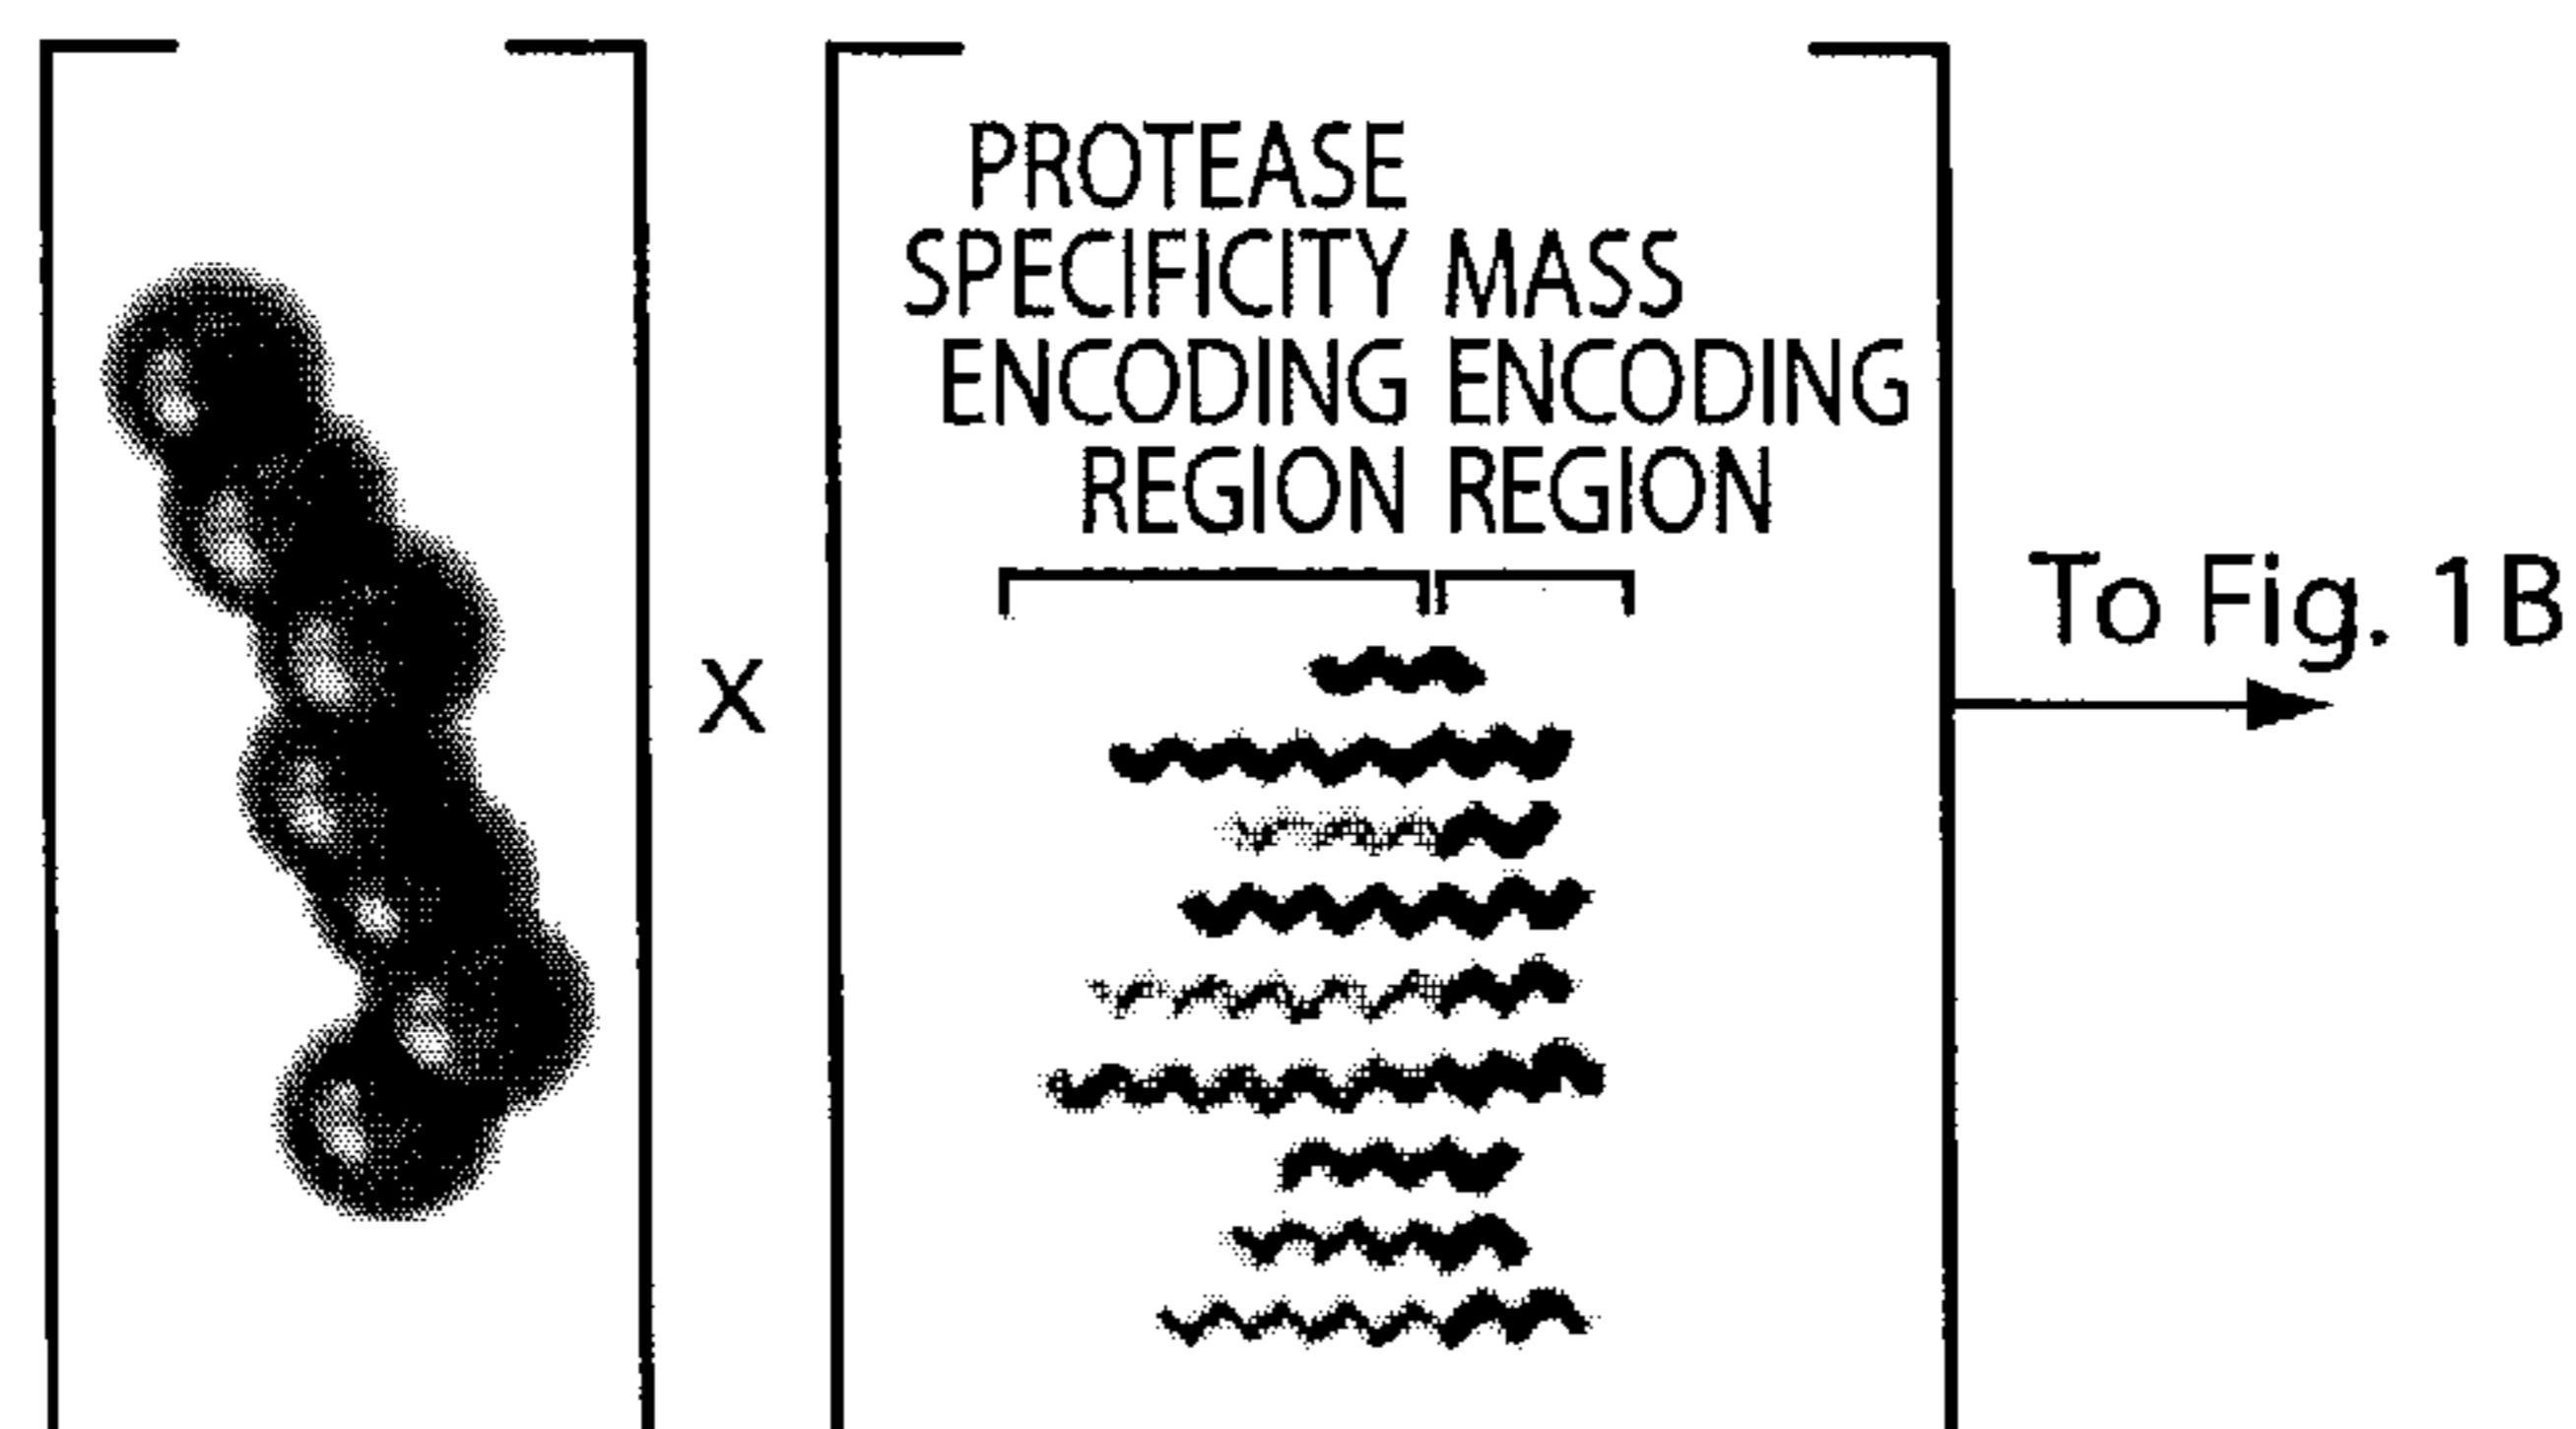 PROTEASE
SPECIFICITY MASS
ENCODING ENCODING
REGION REGION
X
To Fig. 1B